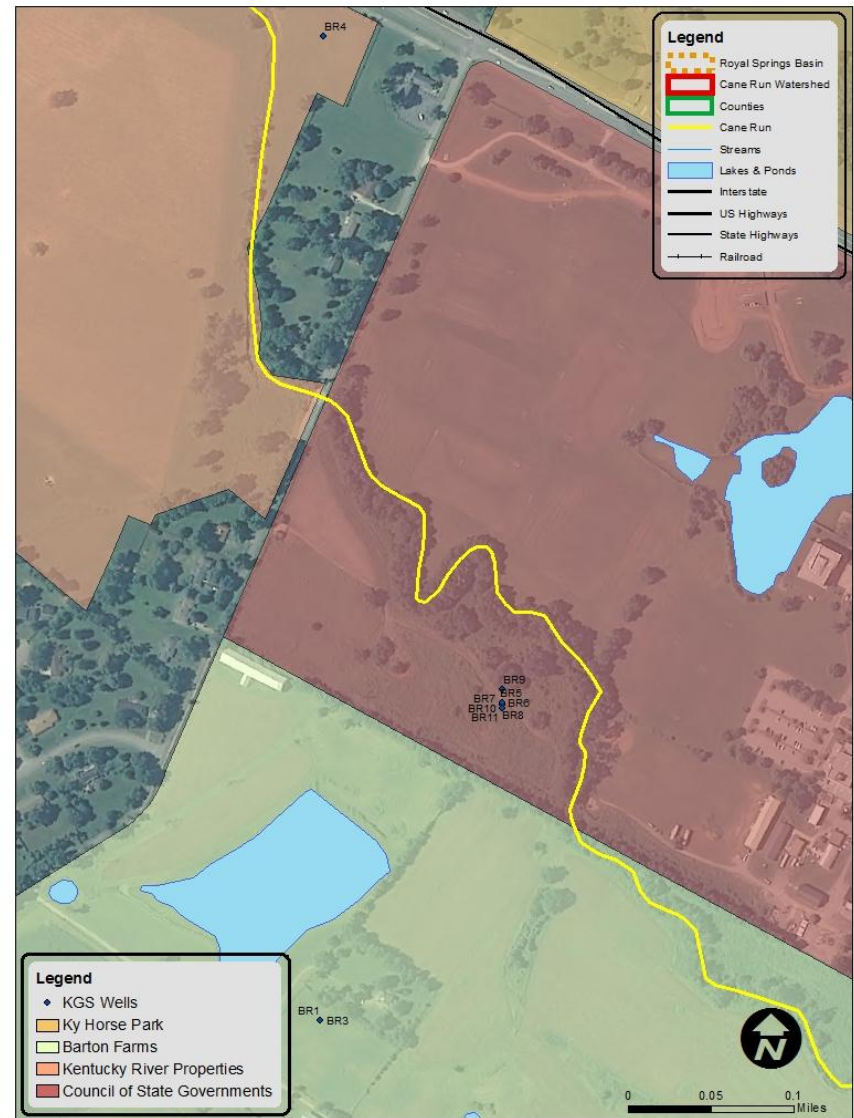 BR4
Legend
Royal Springs Basin
Cane Run Watershed
Counties
Cane Run
Streams
Lakes & Ponds
Interstate
US Highways
State Highways
Railroad
BR9
BR7 BR5
BR10 BR6
BR11 BR8
Legend
KGS Wells
Ky Horse Park
Barton Farms
Kentucky River Properties
Council of State Governments
BR1 BR3
N
0 0.05 0.1
Miles